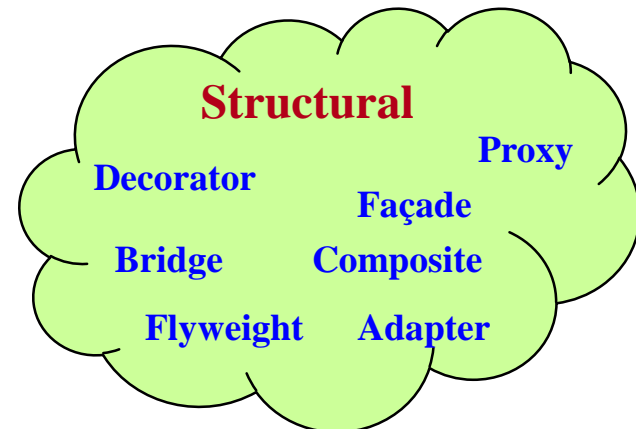 Structural
Proxy
Decorator
Façade
Bridge Composite
Flyweight Adapter